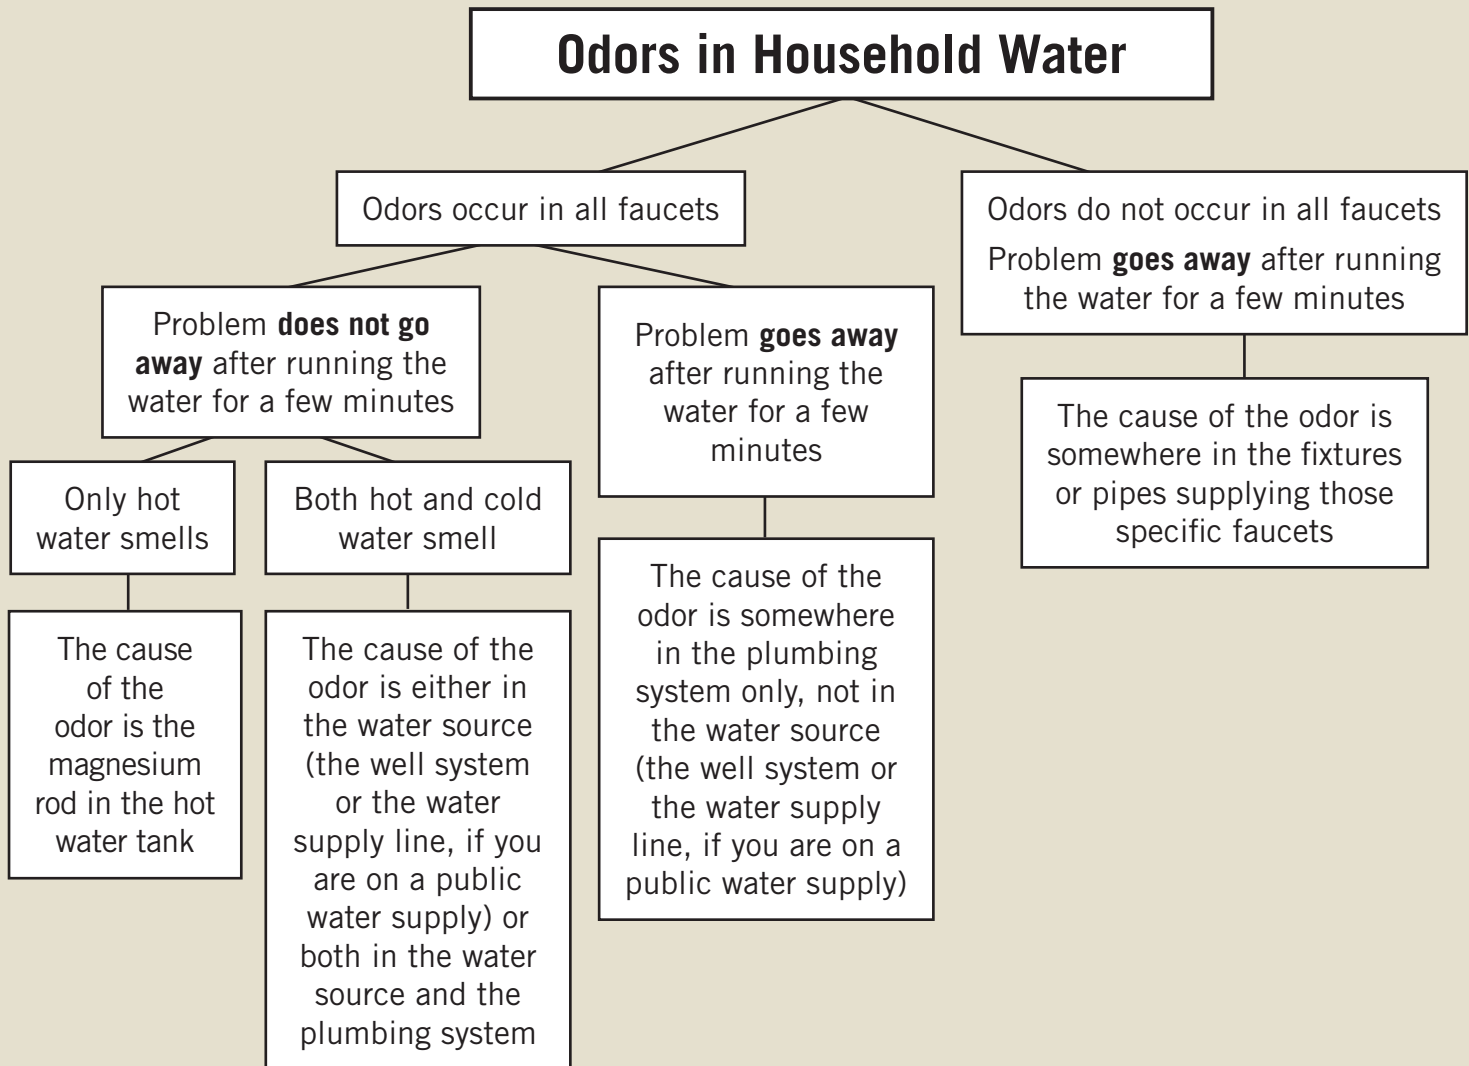 Odors in Household Water
Odors occur in all faucets
Odors do not occur in all faucets
Problem goes away after running
the water for a few minutes
Problem does not go
away after running the
water for a few minutes
Problem goes away
after running the
water for a few
minutes
The cause of the odor is
somewhere in the fixtures
or pipes supplying those
specific faucets
Only hot
water smells
Both hot and cold
water smell
The cause
of the
odor is the
magnesium
rod in the hot
water tank
The cause of the
odor is either in
the water source
(the well system
or the water
supply line, if you
are on a public
water supply) or
both in the water
source and the
plumbing system
The cause of the
odor is somewhere
in the plumbing
system only, not in
the water source
(the well system or
the water supply
line, if you are on a
public water supply)